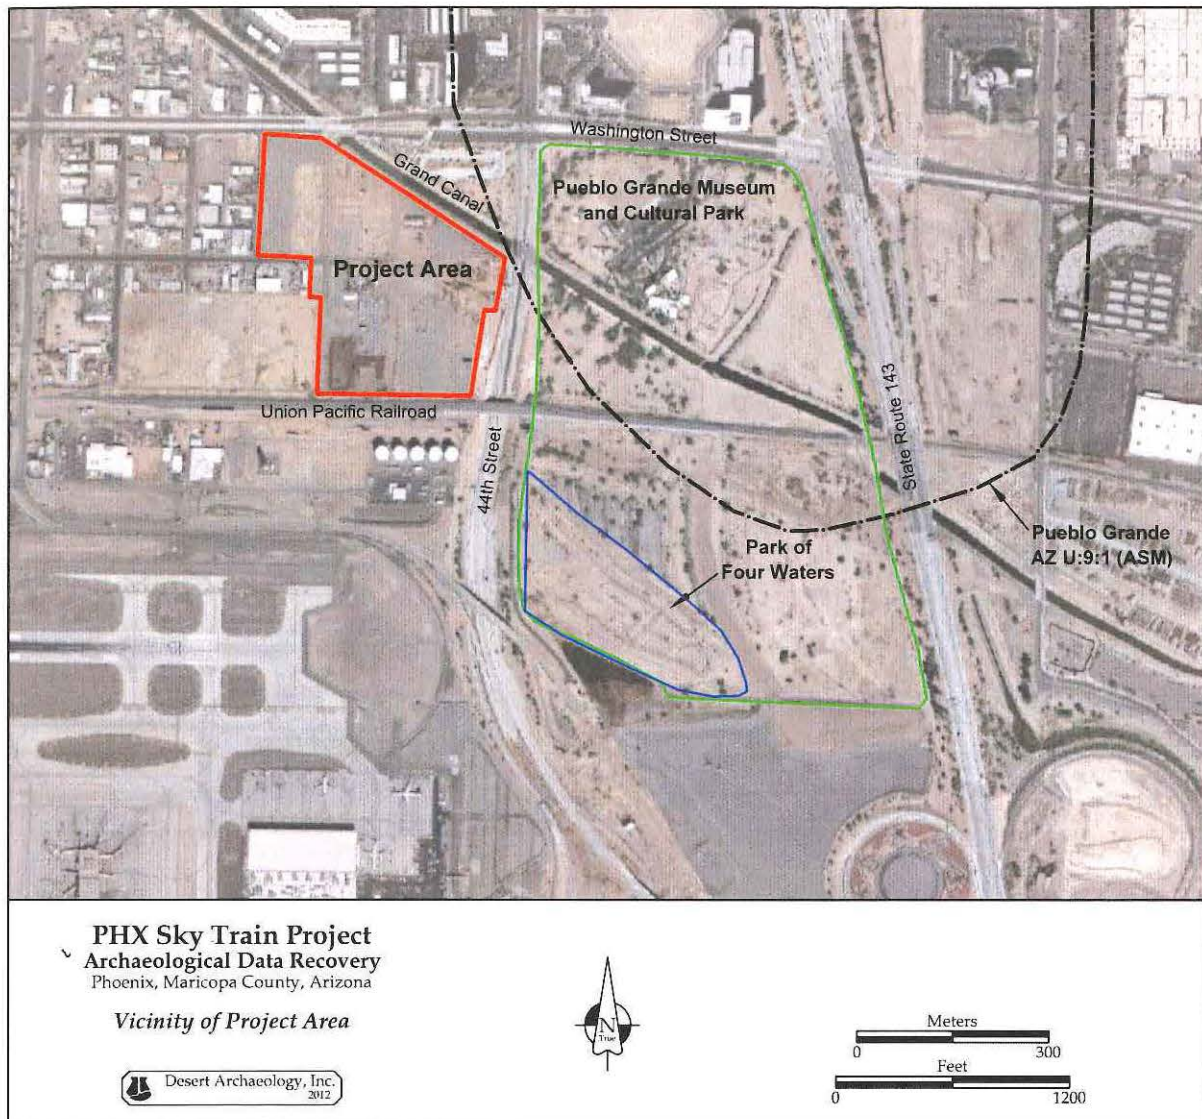 Washington Street
Grand Canal
Pueblo Grande Museum
and Cultural Park
Project Area
State Route 143
Union Pacific Railroad
44th Street
Pueblo Grande
AZ U:9:1 (ASM)
Park of
Four Waters
PHX Sky Train Project
Archaeological Data Recovery
Phoenix, Maricopa County, Arizona
Vicinity of Project Area
Desert Archaeology, Inc.
2012
N
True
Meters
0 300
Feet
0 1200